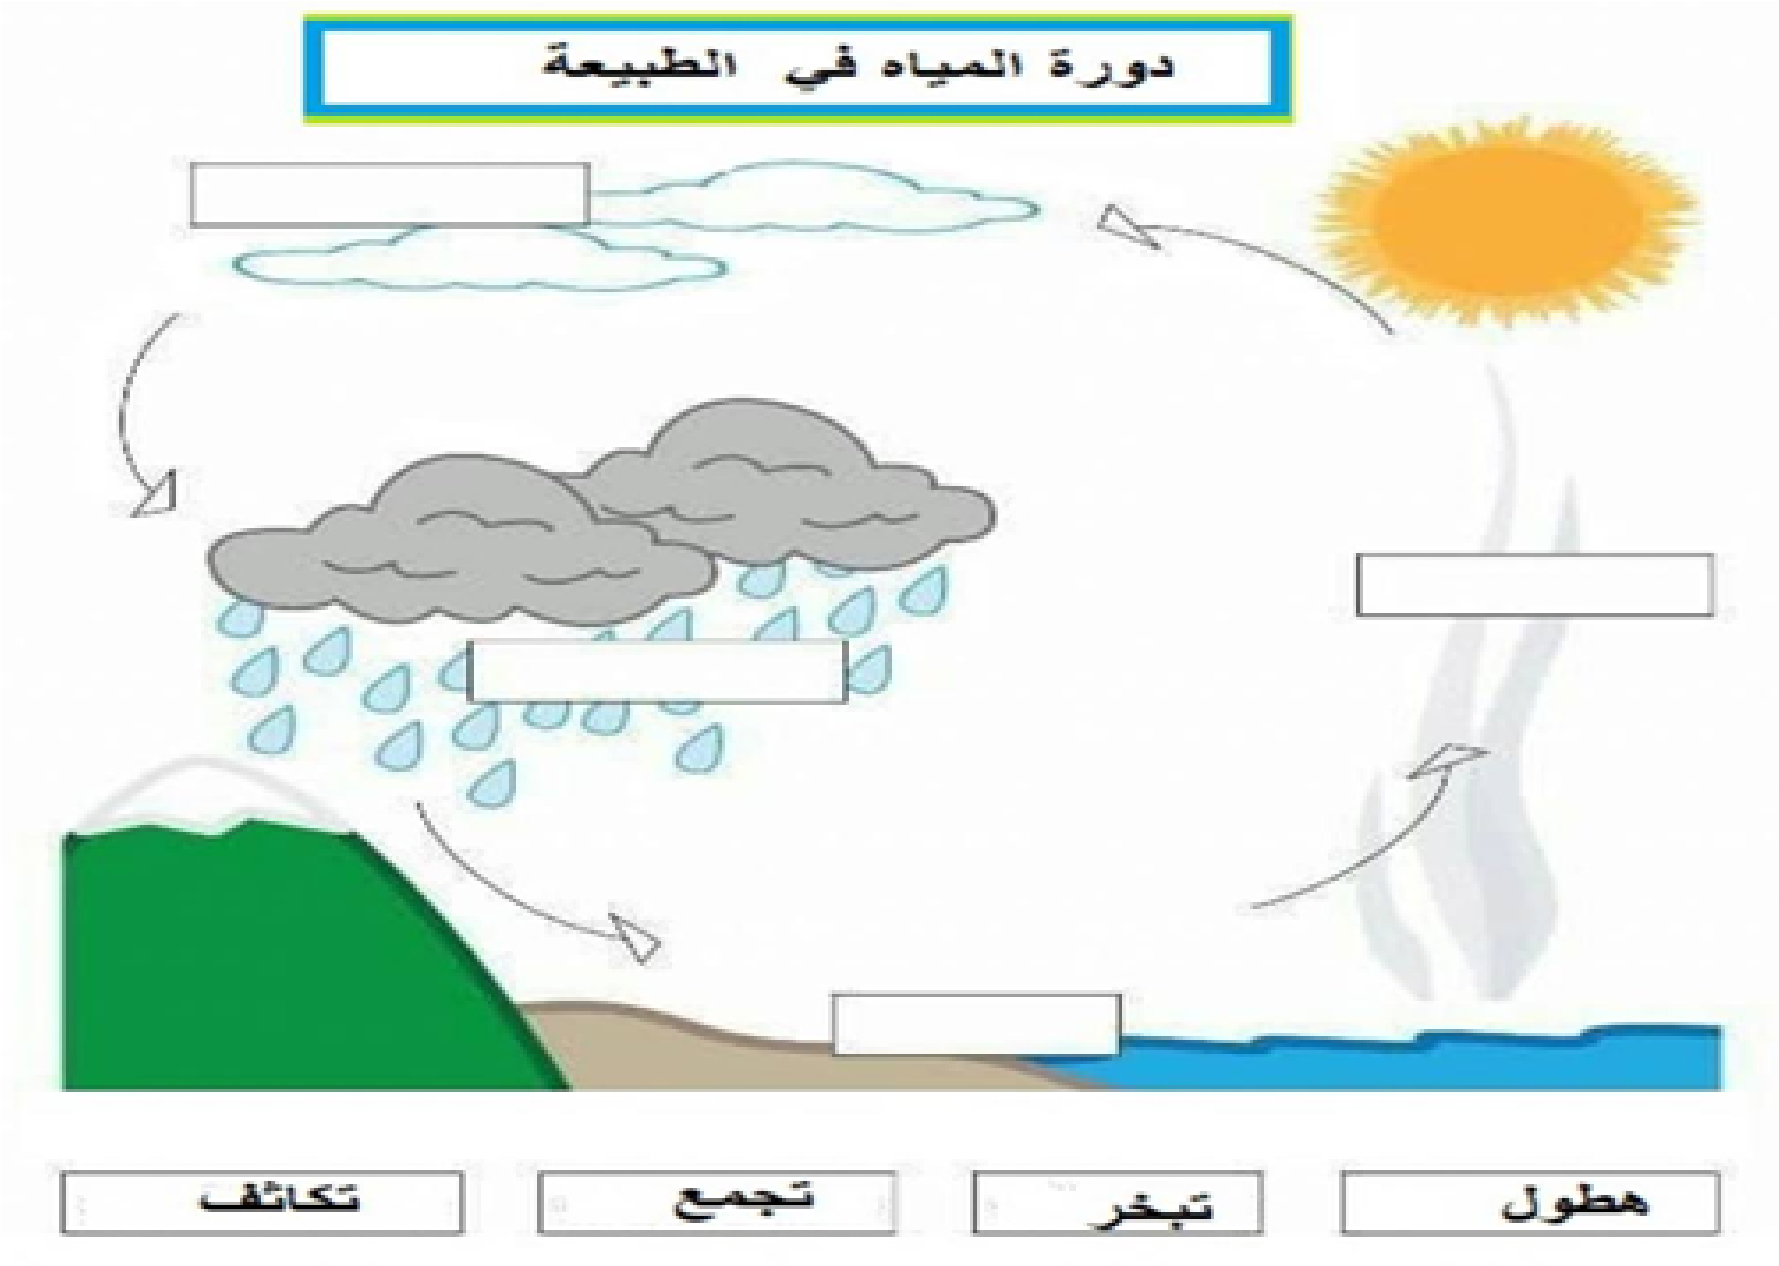 دورة المياه في الطبيعة
هطول
تبخر
تجمع
تكاثف